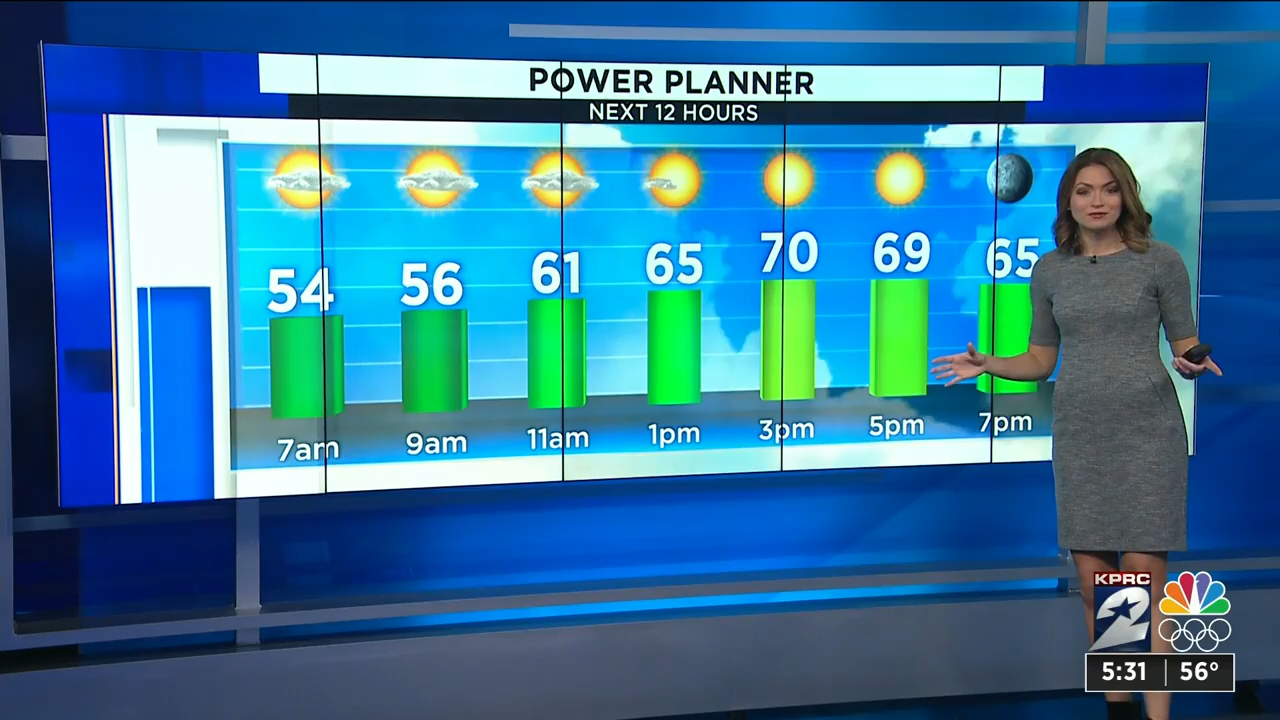 POWER PLANNER
NEXT 12 HOURS
54 56 61 65 70 69 65
7am 9am 11am 1pm 3pm 5pm 7pm
KPRC
2
5:31 56°